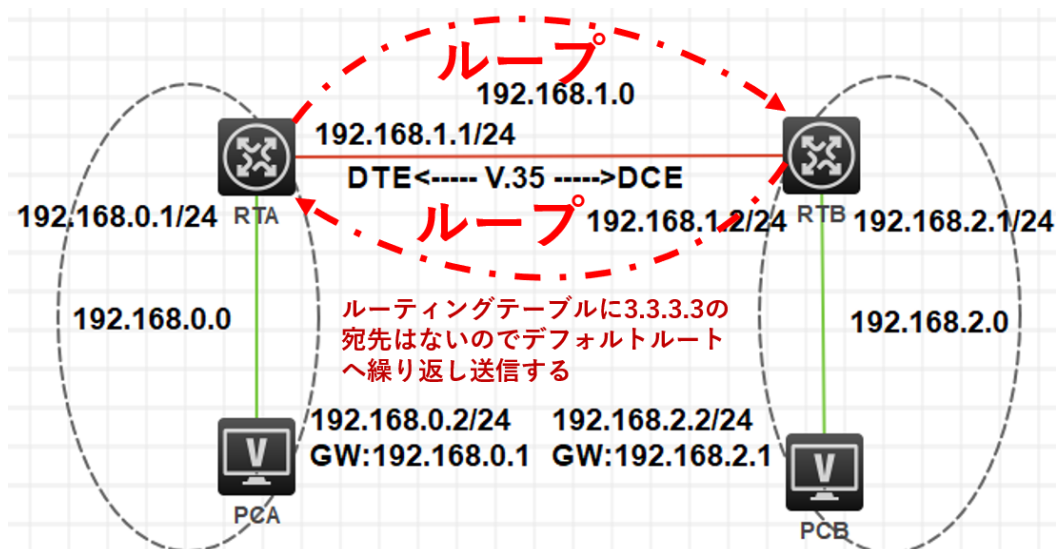 ループ
192.168.1.0
192.168.1.1/24
DTE<----- V.35 ----->DCE
192.168.0.1/24
RTA
ループ
192.168.1.2/24
RTB
192.168.2.1/24
192.168.0.0
ルーティングテーブルに3.3.3.3の
宛先はないのでデフォルトルート
へ繰り返し送信する
192.168.2.0
192.168.0.2/24
GW:192.168.0.1
192.168.2.2/24
GW:192.168.2.1
V
PCA
V
PCB